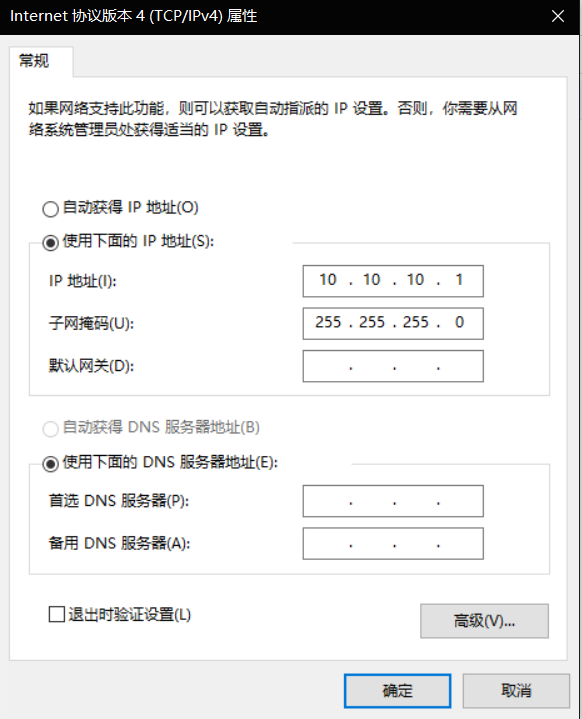 Internet 协议版本 4 (TCP/IPv4) 属性
常规
如果网络支持此功能，则可以获取自动指派的 IP 设置。否则，你需要从网
络系统管理员处获得适当的 IP 设置。
自动获得 IP 地址(O)
使用下面的 IP 地址(S):
IP 地址(I): 10 . 10 . 10 . 1
子网掩码(U): 255 . 255 . 255 . 0
默认网关(D): . . .
自动获得 DNS 服务器地址(B)
使用下面的 DNS 服务器地址(E):
首选 DNS 服务器(P): . . .
备用 DNS 服务器(A): . . .
退出时验证设置(L)
高级(V)...
确定 取消